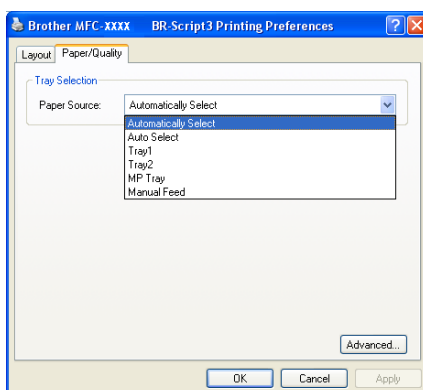 Brother MFC-XXXX BR-Script3 Printing Preferences
Layout Paper/Quality
Tray Selection
Paper Source: Automatically Select
Automatically Select
Auto Select
Tray1
Tray2
MP Tray
Manual Feed
Advanced...
OK Cancel Apply